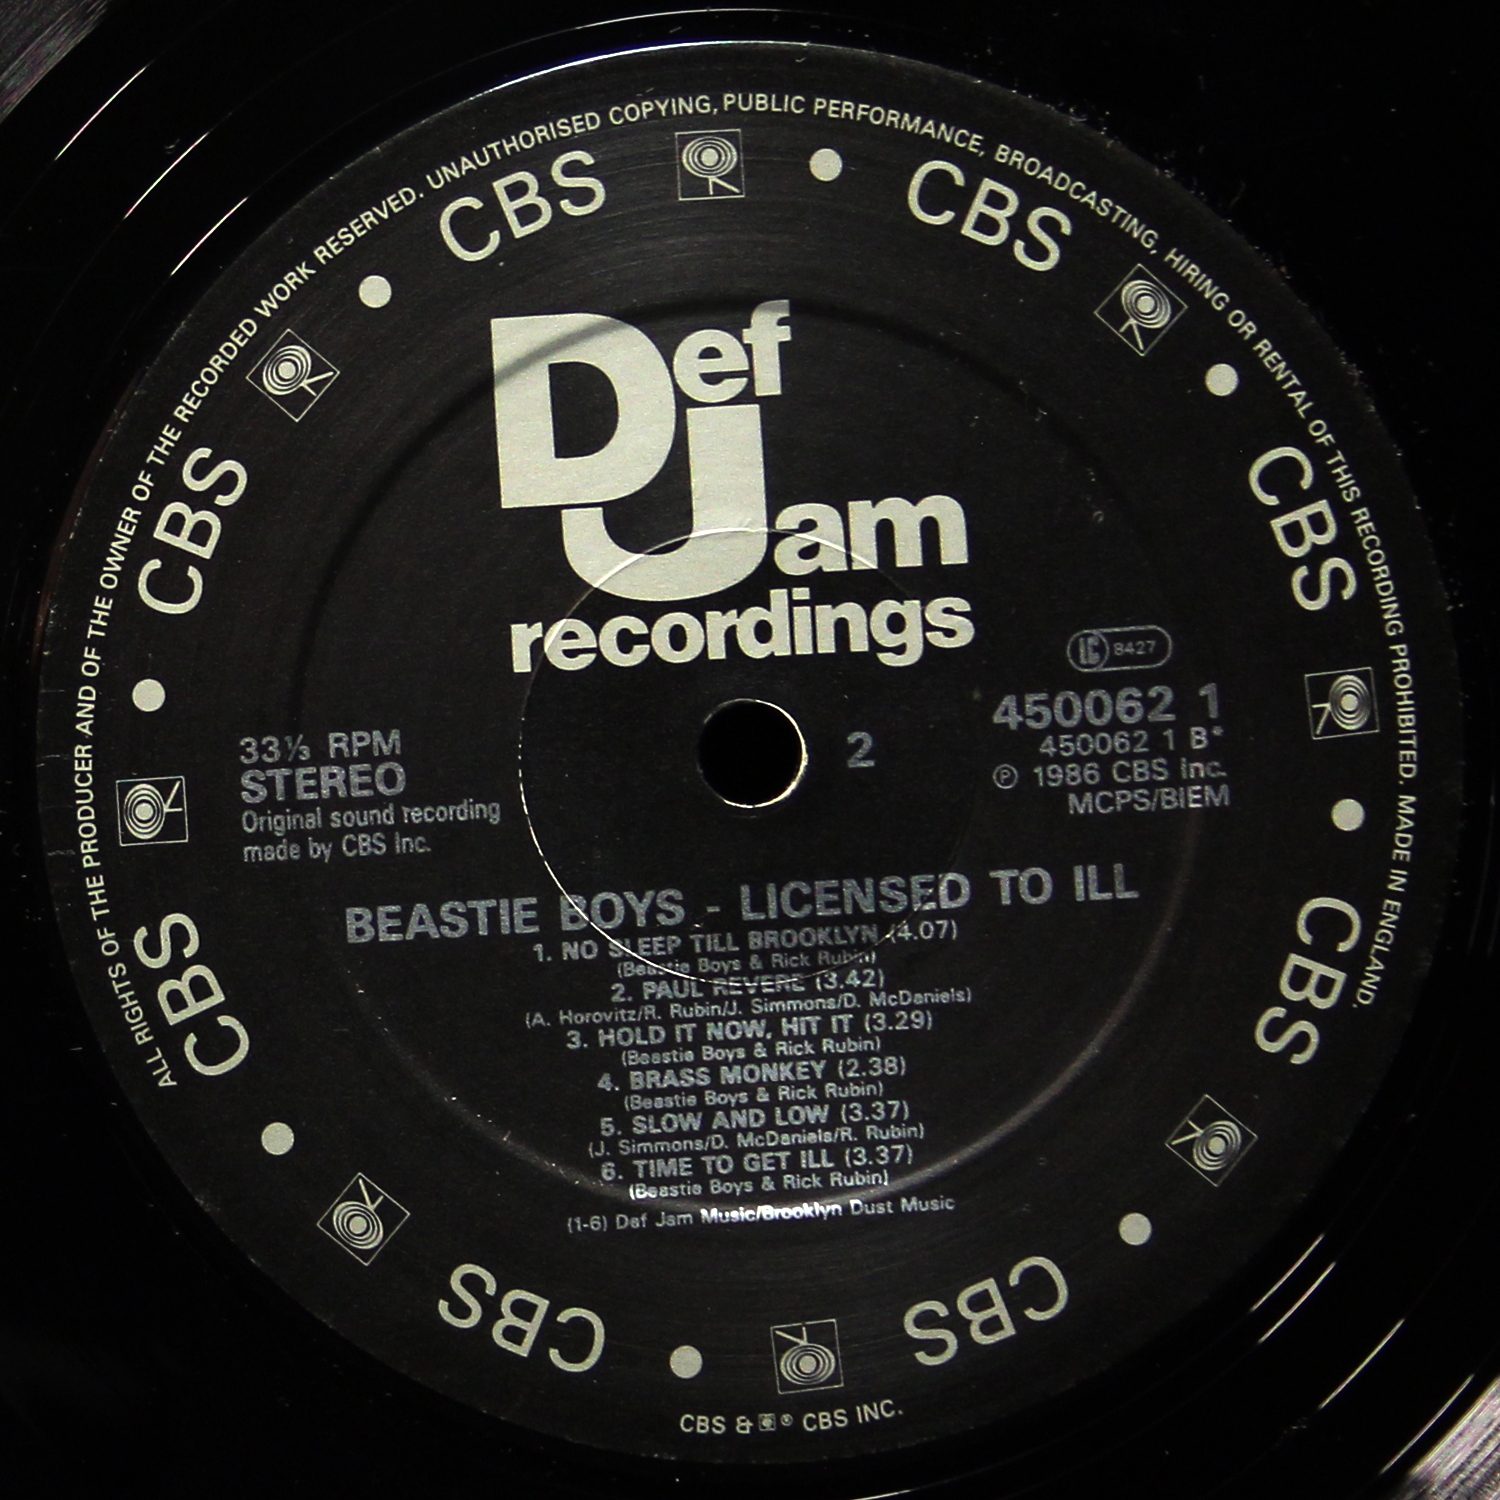 ALL RIGHTS OF THE PRODUCER AND OF THE OWNER OF THE RECORDED WORK RESERVED. UNAUTHORISED COPYING, PUBLIC PERFORMANCE, BROADCASTING, HIRING OR RENTAL OF THIS RECORDING PROHIBITED. MADE IN ENGLAND.
CBS
CBS
CBS
CBS
CBS
CBS
CBS
CBS
Def
Jam
recordings
LC 8427
450062 1
450062 1 B*
℗ 1986 CBS Inc.
MCPS/BIEM
2
33⅓ RPM
STEREO
Original sound recording
made by CBS Inc.
BEASTIE BOYS - LICENSED TO ILL
1. NO SLEEP TILL BROOKLYN (4.07)
(Beastie Boys & Rick Rubin)
2. PAUL REVERE (3.42)
(A. Horovitz/R. Rubin/J. Simmons/D. McDaniels)
3. HOLD IT NOW, HIT IT (3.29)
(Beastie Boys & Rick Rubin)
4. BRASS MONKEY (2.38)
(Beastie Boys & Rick Rubin)
5. SLOW AND LOW (3.37)
(J. Simmons/D. McDaniels/R. Rubin)
6. TIME TO GET ILL (3.37)
(Beastie Boys & Rick Rubin)
(1-6) Def Jam Music/Brooklyn Dust Music
CBS & ® CBS INC.